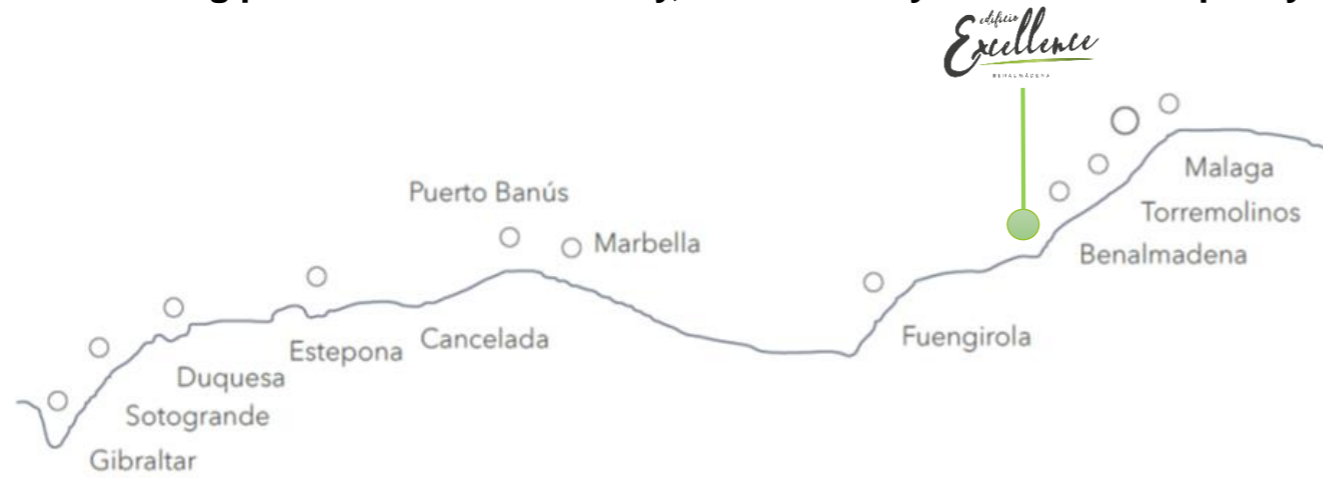 edificio
Excellence
BENALMÁDENA
Malaga
Puerto Banús
Torremolinos
Marbella
Benalmadena
Fuengirola
Cancelada
Estepona
Duquesa
Sotogrande
Gibraltar